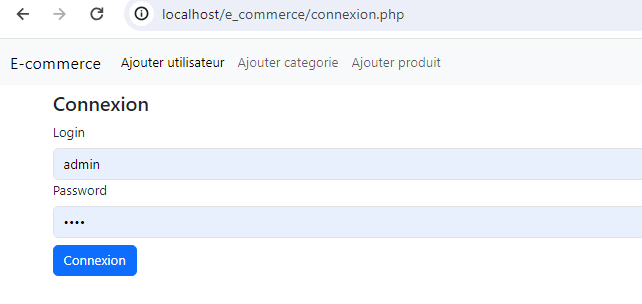 localhost/e_commerce/connexion.php
E-commerce Ajouter utilisateur Ajouter categorie Ajouter produit
Connexion
Login
admin
Password
••••
Connexion